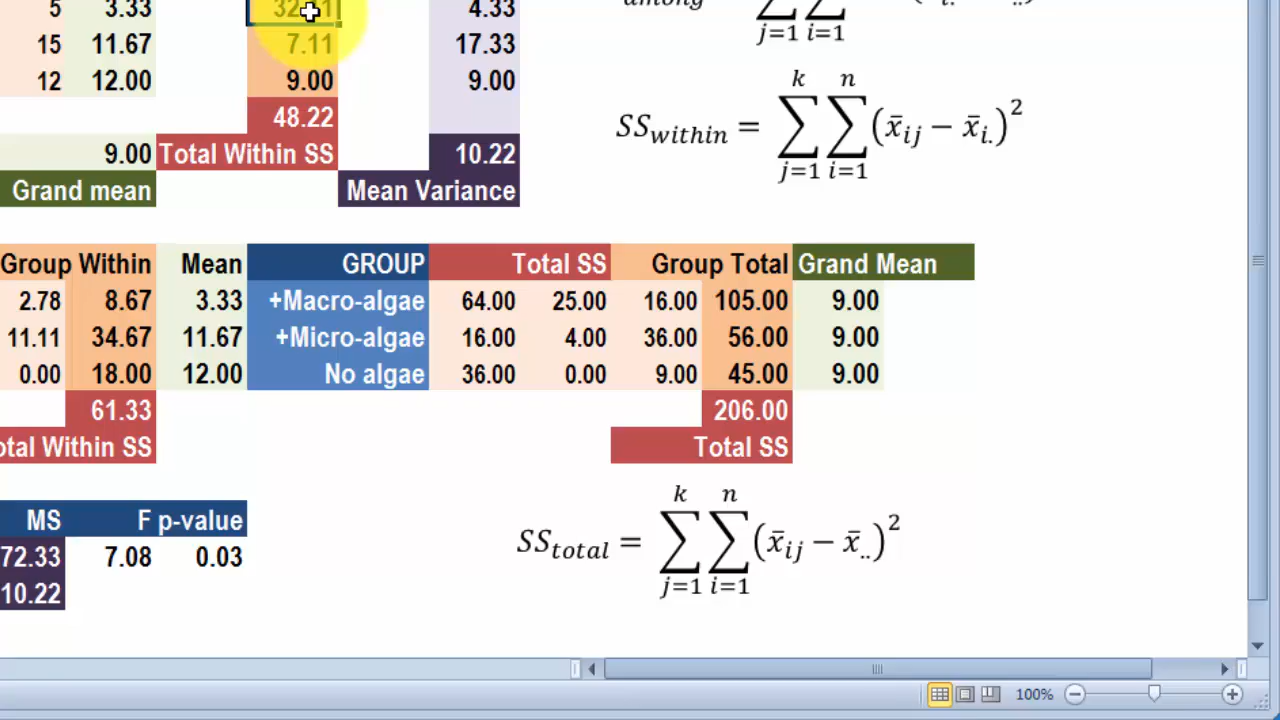 5 3.33 4.33
among j=1 i=1
15 11.67 7.11 17.33
12 12.00 9.00 9.00
48.22
9.00 Total Within SS 10.22
Grand mean Mean Variance
SS_within = ∑_{j=1}^{k} ∑_{i=1}^{n} (x̄_ij − x̄_i.)²
Group Within Mean GROUP Total SS Group Total Grand Mean
2.78 8.67 3.33 +Macro-algae 64.00 25.00 16.00 105.00 9.00
11.11 34.67 11.67 +Micro-algae 16.00 4.00 36.00 56.00 9.00
0.00 18.00 12.00 No algae 36.00 0.00 9.00 45.00 9.00
61.33 206.00
Within SS Total SS
MS F p-value
72.33 7.08 0.03
10.22
SS_total = ∑_{j=1}^{k} ∑_{i=1}^{n} (x̄_ij − x̄_..)²
100%